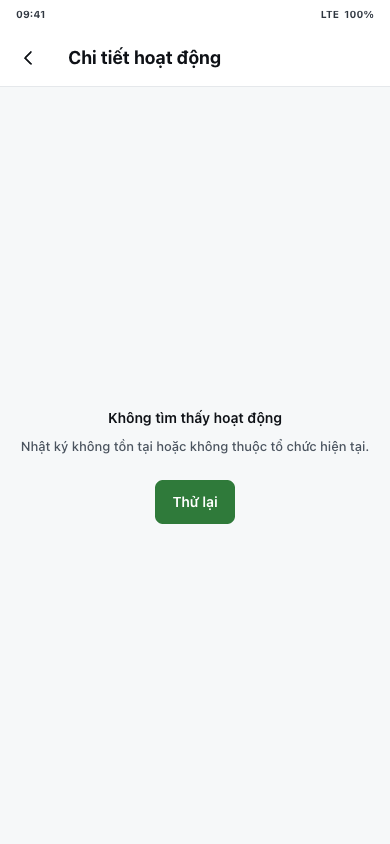 09:41
LTE 100%
Chi tiết hoạt động
Không tìm thấy hoạt động
Nhật ký không tồn tại hoặc không thuộc tổ chức hiện tại.
Thử lại